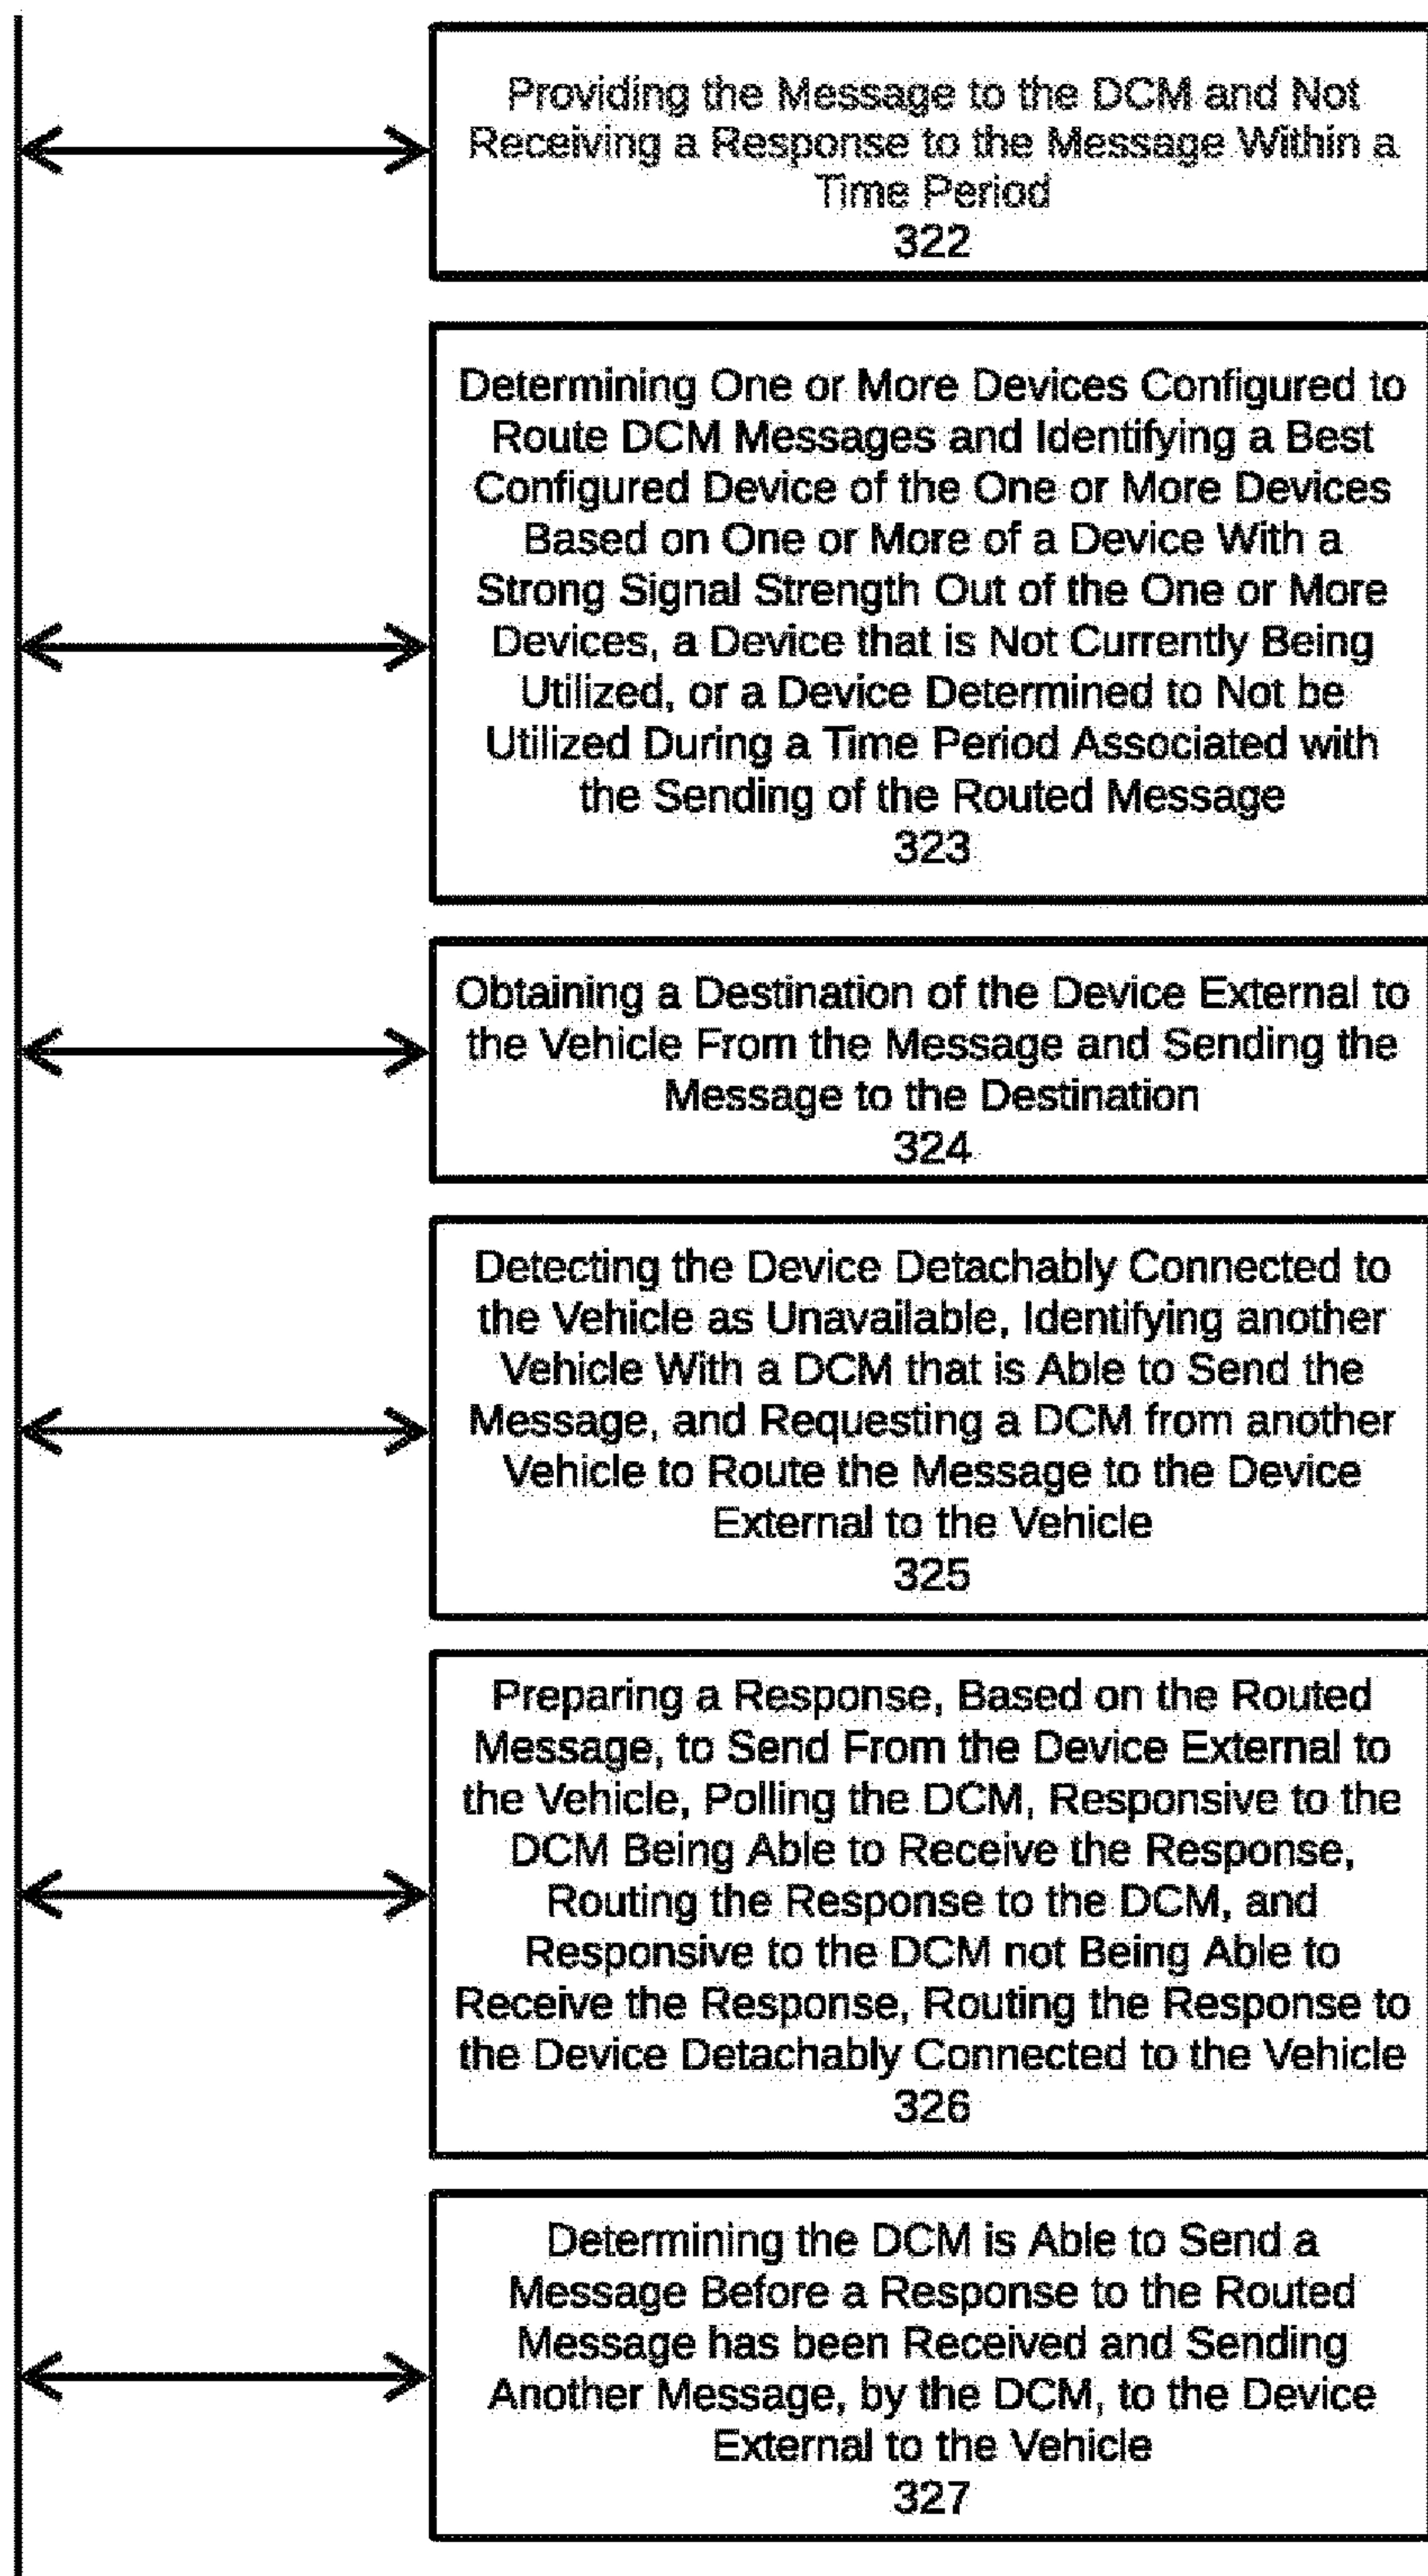 Providing the Message to the DCM and Not
Receiving a Response to the Message Within a
Time Period
322
Determining One or More Devices Configured to
Route DCM Messages and Identifying a Best
Configured Device of the One or More Devices
Based on One or More of a Device With a
Strong Signal Strength Out of the One or More
Devices, a Device that is Not Currently Being
Utilized, or a Device Determined to Not be
Utilized During a Time Period Associated with
the Sending of the Routed Message
323
Obtaining a Destination of the Device External to
the Vehicle From the Message and Sending the
Message to the Destination
324
Detecting the Device Detachably Connected to
the Vehicle as Unavailable, Identifying another
Vehicle With a DCM that is Able to Send the
Message, and Requesting a DCM from another
Vehicle to Route the Message to the Device
External to the Vehicle
325
Preparing a Response, Based on the Routed
Message, to Send From the Device External to
the Vehicle, Polling the DCM, Responsive to the
DCM Being Able to Receive the Response,
Routing the Response to the DCM, and
Responsive to the DCM not Being Able to
Receive the Response, Routing the Response to
the Device Detachably Connected to the Vehicle
326
Determining the DCM is Able to Send a
Message Before a Response to the Routed
Message has been Received and Sending
Another Message, by the DCM, to the Device
External to the Vehicle
327